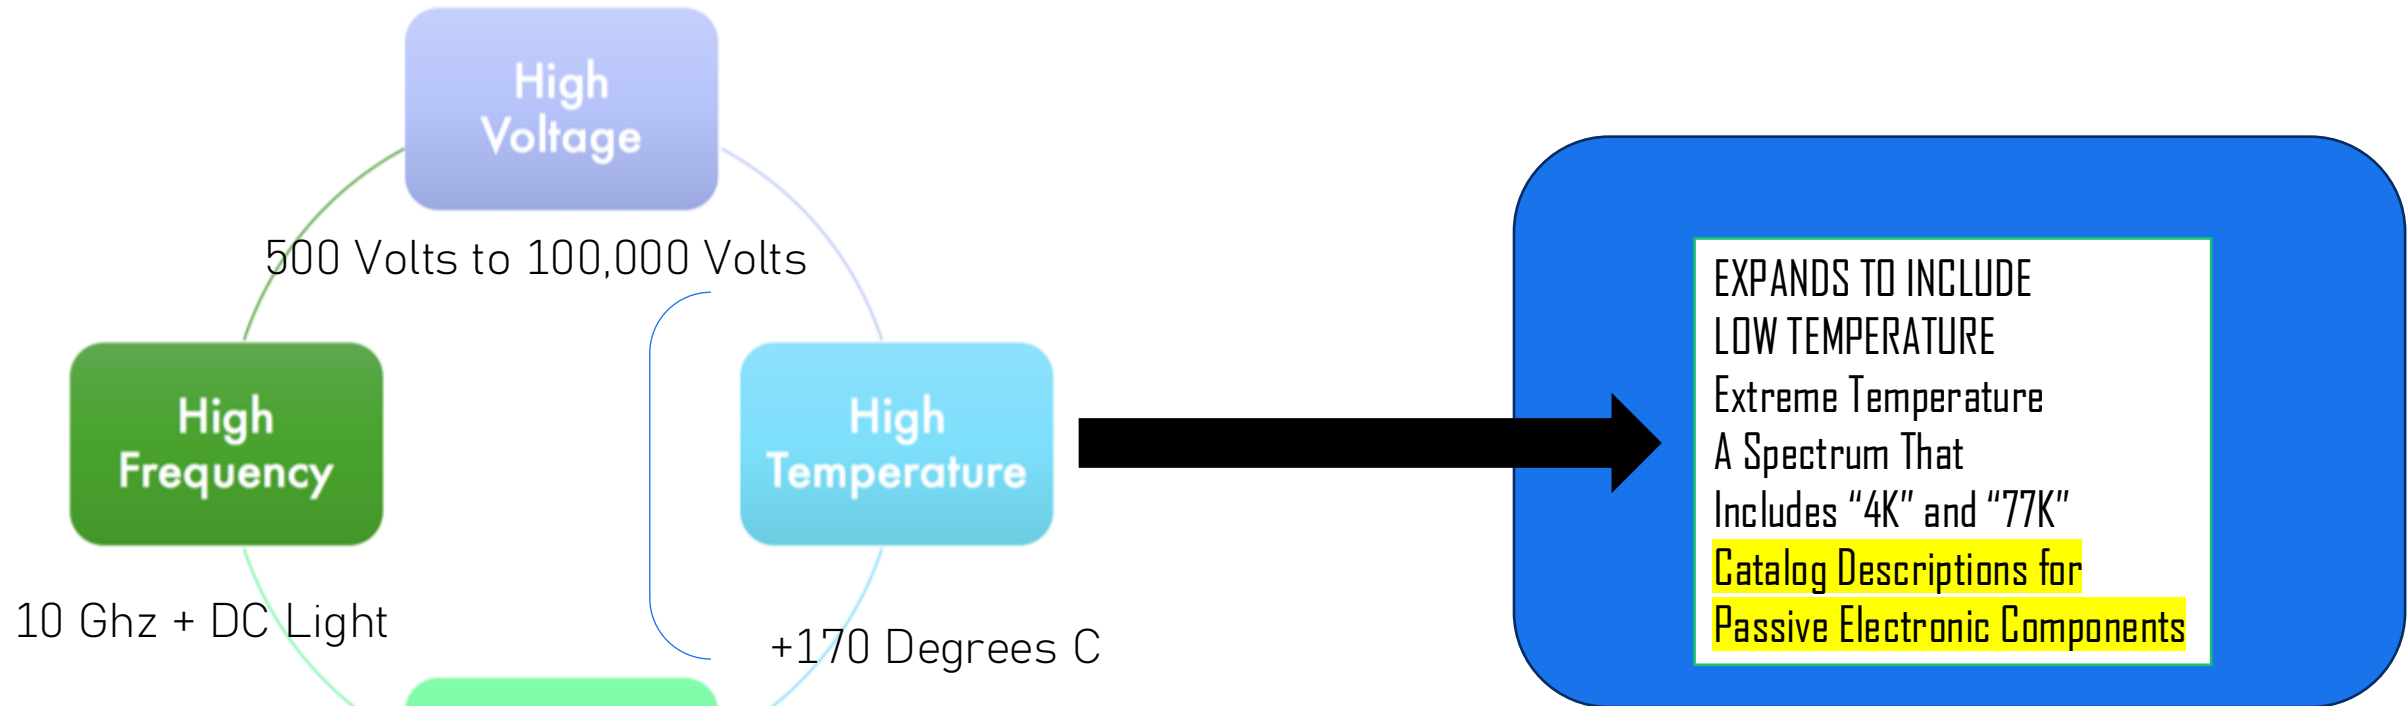 High
Voltage
500 Volts to 100,000 Volts
High
Frequency
10 Ghz + DC Light
High
Temperature
+170 Degrees C
EXPANDS TO INCLUDE
LOW TEMPERATURE
Extreme Temperature
A Spectrum That
Includes “4K” and “77K”
Catalog Descriptions for
Passive Electronic Components